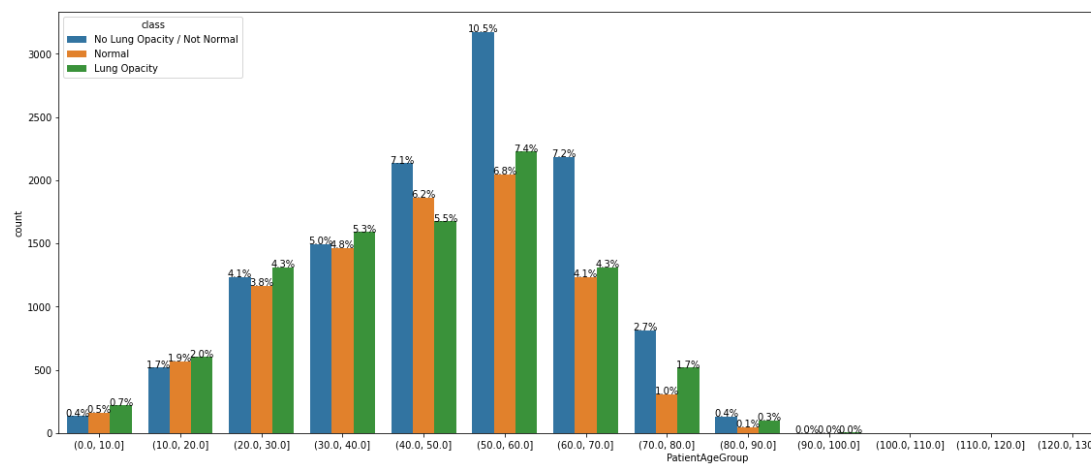 class
No Lung Opacity / Not Normal
Normal
Lung Opacity
count
3000
2500
2000
1500
1000
500
0
0.4% 0.5% 0.7%
1.7% 1.9% 2.0%
4.1% 3.8% 4.3%
5.0% 4.8% 5.3%
7.1% 6.2% 5.5%
10.5% 6.8% 7.4%
7.2% 4.1% 4.3%
2.7% 1.0% 1.7%
0.4% 0.1% 0.3%
0.0% 0.0% 0.0%
(0.0, 10.0] (10.0, 20.0] (20.0, 30.0] (30.0, 40.0] (40.0, 50.0] (50.0, 60.0] (60.0, 70.0] (70.0, 80.0] (80.0, 90.0] (90.0, 100.0] (100.0, 110.0] (110.0, 120.0] (120.0, 130
PatientAgeGroup